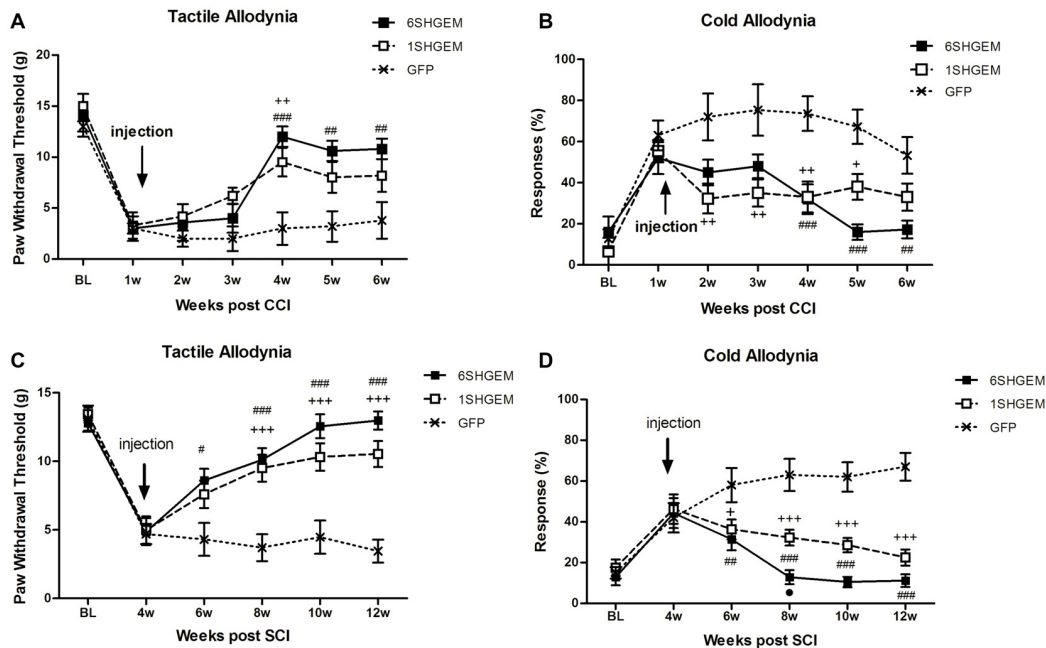 A
Tactile Allodynia
6SHGEM
1SHGEM
GFP
Paw Withdrawal Threshold (g)
20
15
10
5
0
injection
++
###
##
##
BL 1w 2w 3w 4w 5w 6w
Weeks post CCI
B
Cold Allodynia
6SHGEM
1SHGEM
GFP
Responses (%)
100
80
60
40
20
0
injection
++
++
++
###
+
###
##
BL 1w 2w 3w 4w 5w 6w
Weeks post CCI
C
Tactile Allodynia
6SHGEM
1SHGEM
GFP
Paw Withdrawal Threshold (g)
15
10
5
0
injection
#
###
+++
###
+++
###
+++
BL 4w 6w 8w 10w 12w
Weeks post SCI
D
Cold Allodynia
6SHGEM
1SHGEM
GFP
Response (%)
100
80
60
40
20
0
injection
+
##
+++
###
+++
###
+++
###
BL 4w 6w 8w 10w 12w
Weeks post SCI